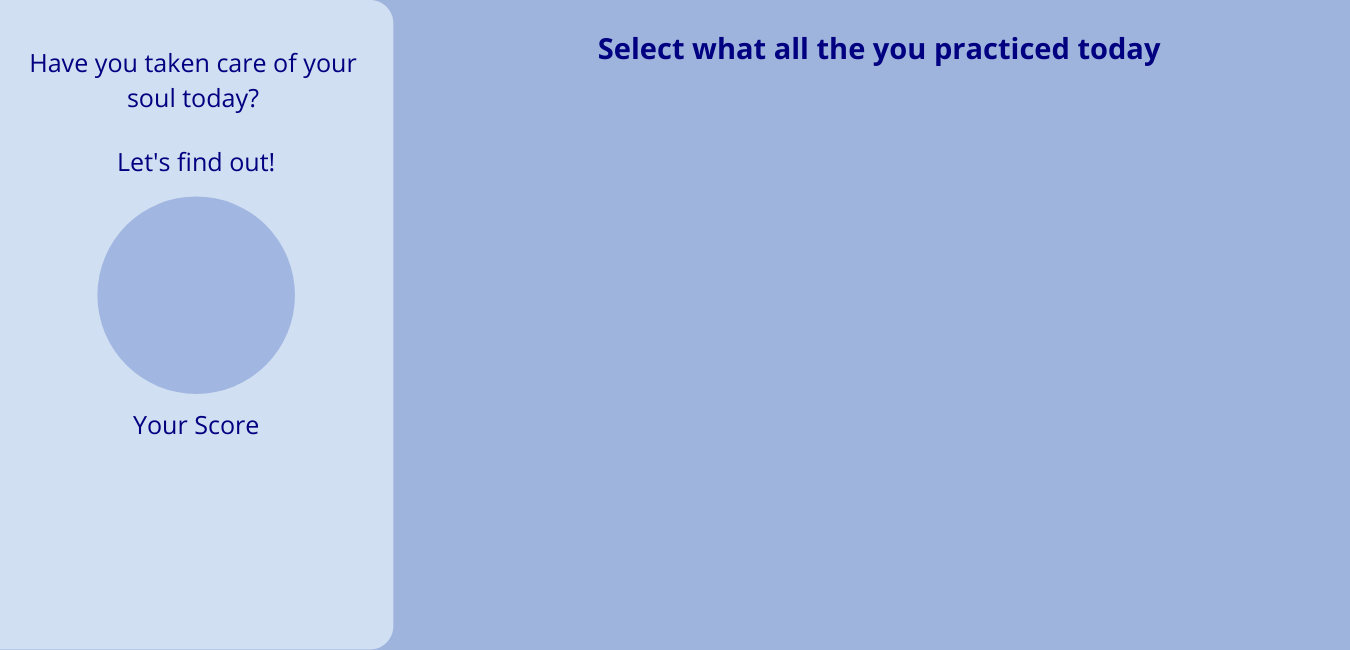 Have you taken care of your
soul today?
Let's find out!
Your Score
Select what all the you practiced today